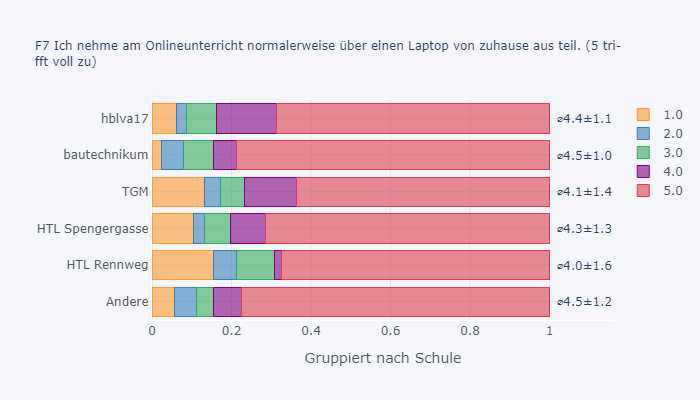 F7 Ich nehme am Onlineunterricht normalerweise über einen Laptop von zuhause aus teil. (5 tri-
fft voll zu)
hblva17 ⌀4.4±1.1
bautechnikum ⌀4.5±1.0
TGM ⌀4.1±1.4
HTL Spengergasse ⌀4.3±1.3
HTL Rennweg ⌀4.0±1.6
Andere ⌀4.5±1.2
0 0.2 0.4 0.6 0.8 1
Gruppiert nach Schule
1.0
2.0
3.0
4.0
5.0